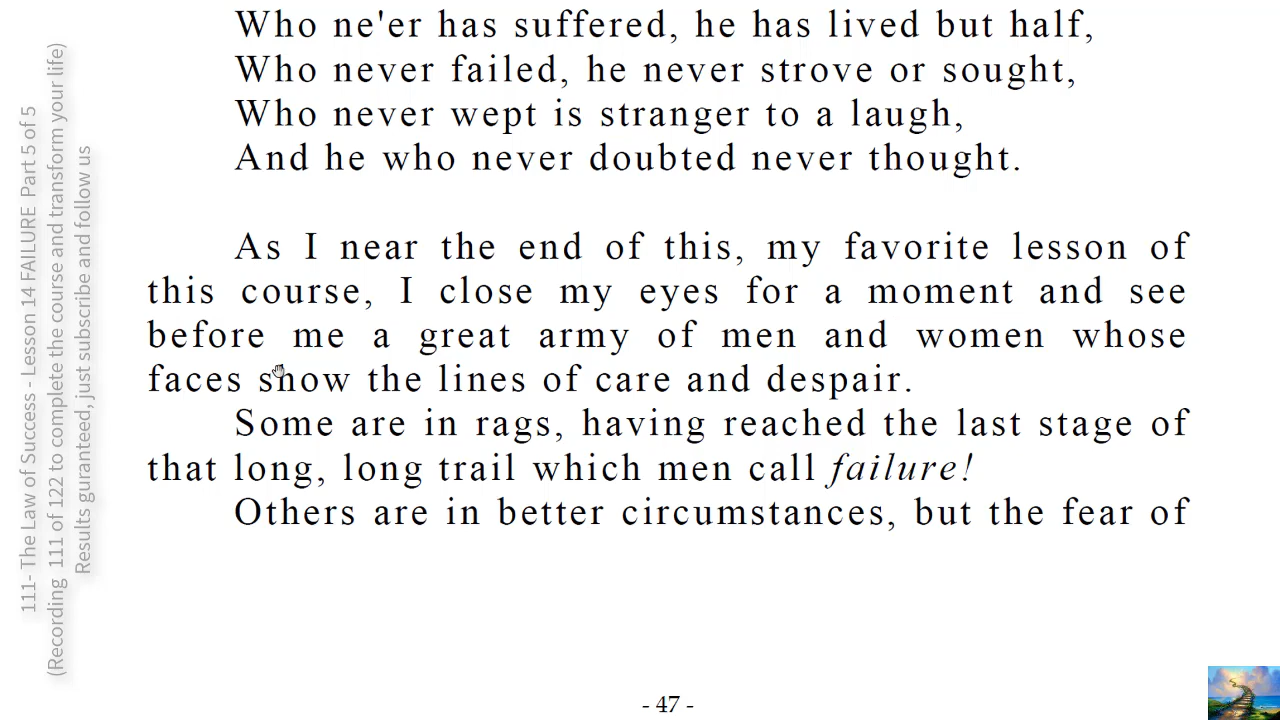 Who ne'er has suffered, he has lived but half,
Who never failed, he never strove or sought,
Who never wept is stranger to a laugh,
And he who never doubted never thought.
As I near the end of this, my favorite lesson of
this course, I close my eyes for a moment and see
before me a great army of men and women whose
faces show the lines of care and despair.
Some are in rags, having reached the last stage of
that long, long trail which men call failure!
Others are in better circumstances, but the fear of
- 47 -
111- The Law of Success - Lesson 14 FAILURE Part 5 of 5
(Recording 111 of 122 to complete the course and transform your life)
Results guranteed, just subscribe and follow us